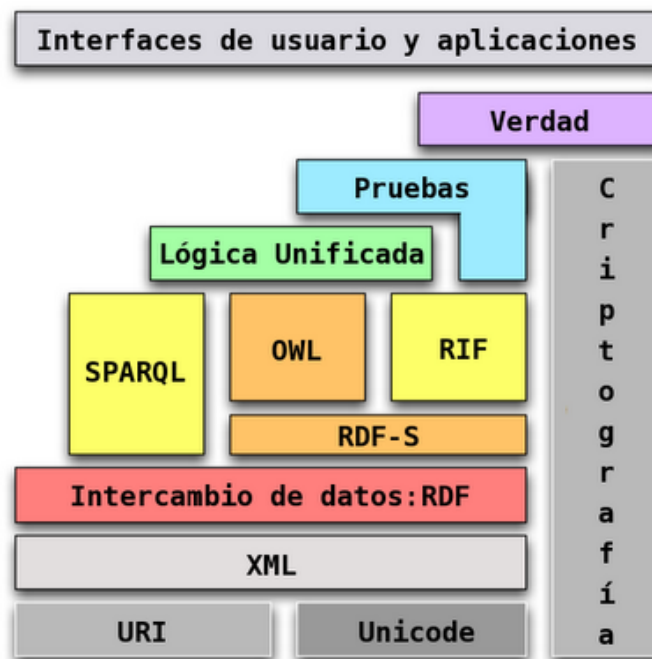 Interfaces de usuario y aplicaciones
Verdad
Pruebas
Lógica Unificada
SPARQL
OWL
RIF
RDF-S
Intercambio de datos:RDF
XML
URI
Unicode
Criptografía